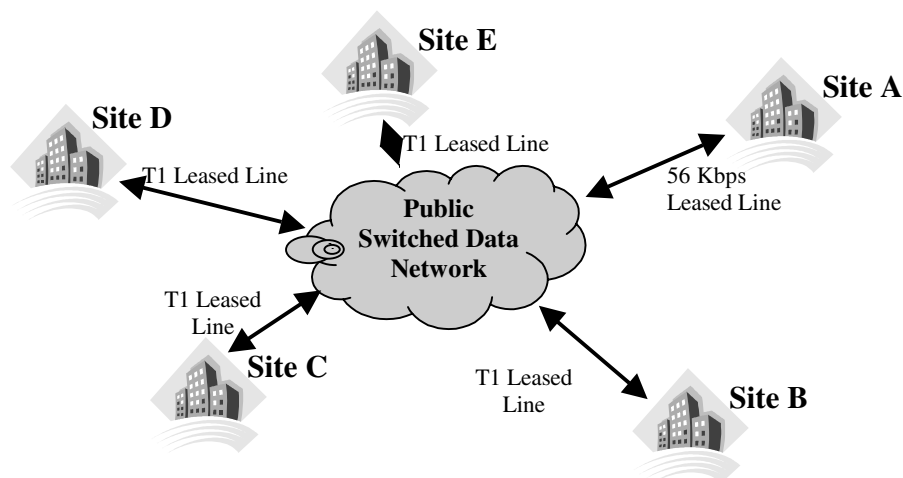 Site E
Site A
Site D
T1 Leased Line
T1 Leased Line
56 Kbps
Leased Line
Public
Switched Data
Network
T1 Leased
Line
Site C
T1 Leased
Line
Site B